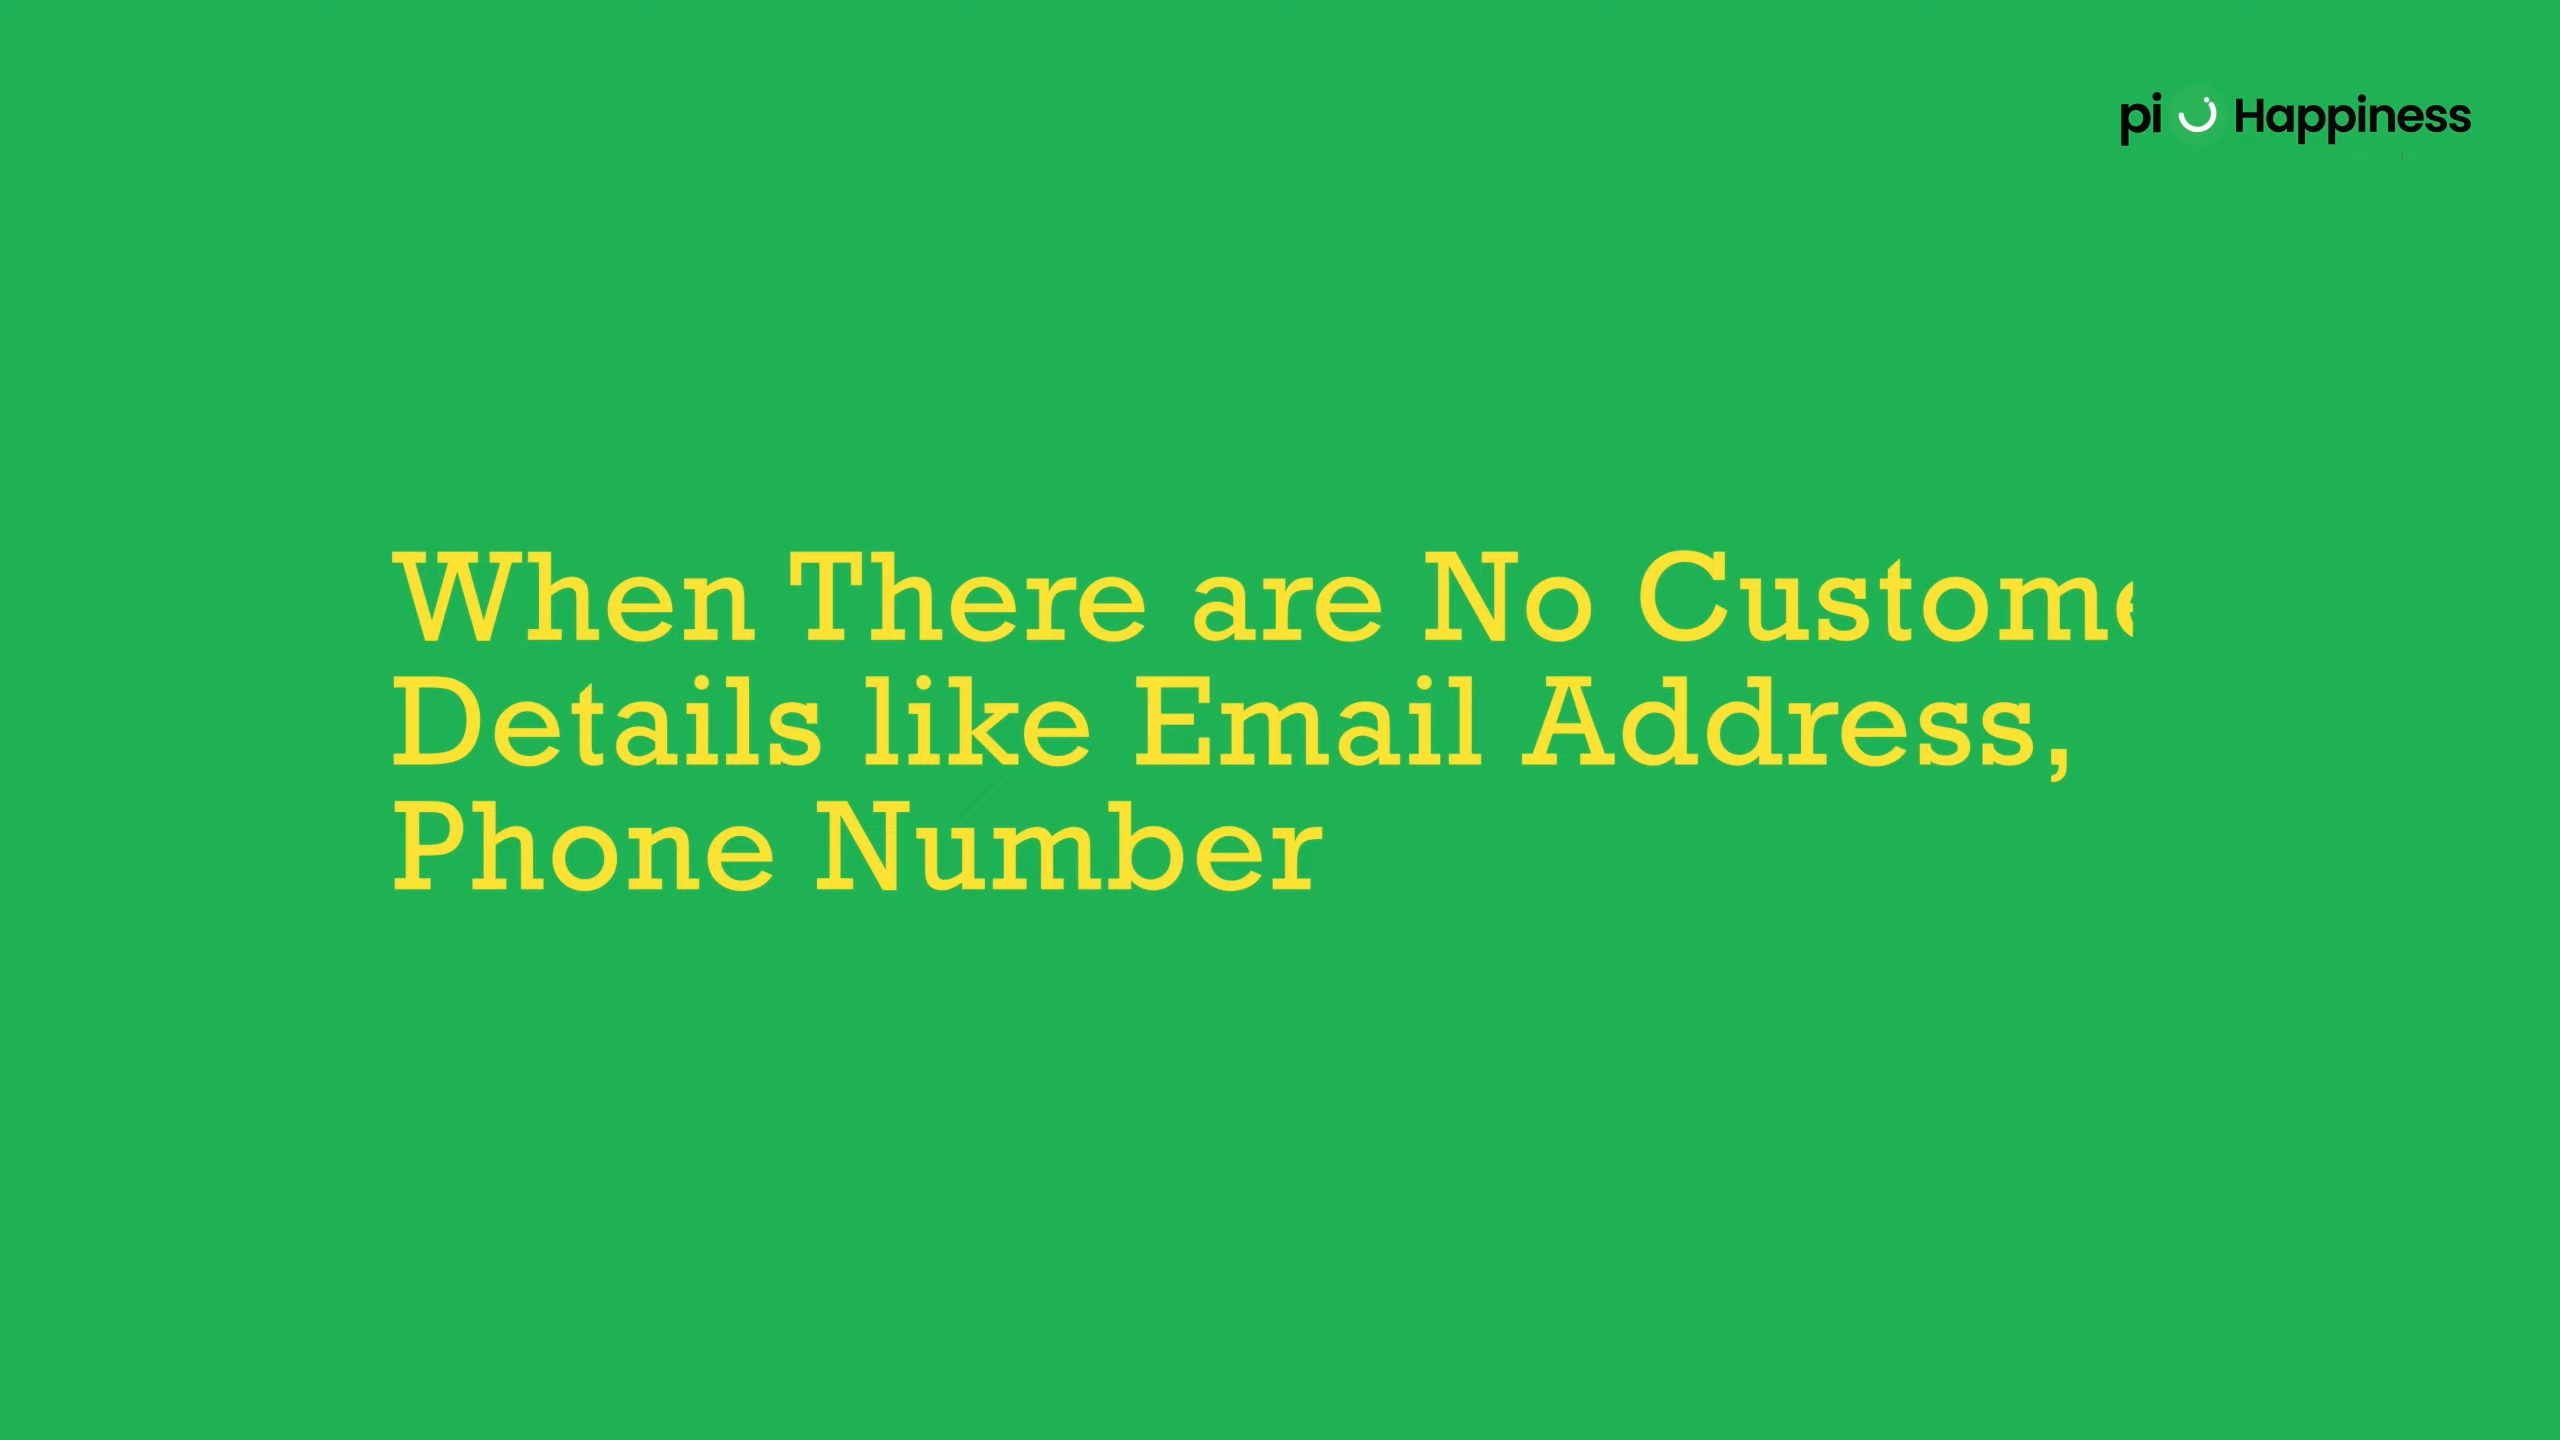 pi Happiness
When There are No Custome
Details like Email Address,
Phone Number